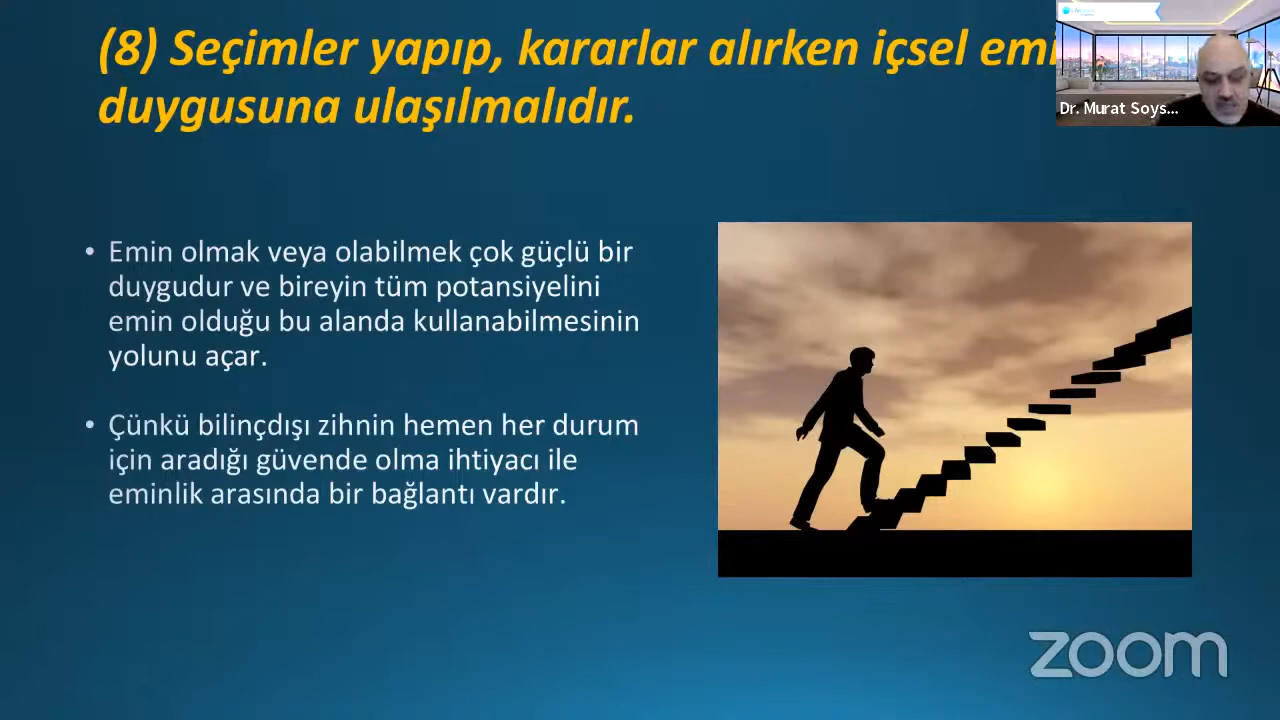 (8) Seçimler yapıp, kararlar alırken içsel
duygusuna ulaşılmalıdır.
Dr. Murat Soys...
• Emin olmak veya olabilmek çok güçlü bir
duygudur ve bireyin tüm potansiyelini
emin olduğu bu alanda kullanabilmesinin
yolunu açar.
• Çünkü bilinçdışı zihnin hemen her durum
için aradığı güvende olma ihtiyacı ile
eminlik arasında bir bağlantı vardır.
zoom